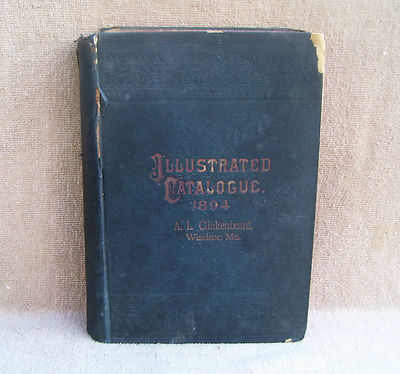 ILLUSTRATED
CATALOGUE.
1894
A. L. Clinkenbeard,
Windsor, Mo.